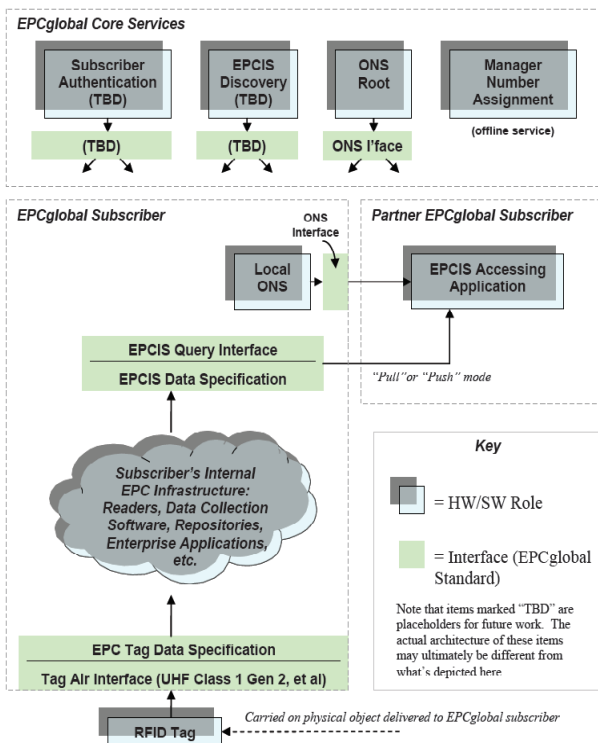 EPCglobal Core Services
Subscriber
Authentication
(TBD)
EPCIS
Discovery
(TBD)
ONS
Root
Manager
Number
Assignment
(TBD)
(TBD)
ONS I'face
(offline service)
EPCglobal Subscriber
Partner EPCglobal Subscriber
ONS
Interface
Local
ONS
EPCIS Accessing
Application
EPCIS Query Interface
EPCIS Data Specification
"Pull" or "Push" mode
Subscriber's Internal
EPC Infrastructure:
Readers, Data Collection
Software, Repositories,
Enterprise Applications,
etc.
Key
= HW/SW Role
= Interface (EPCglobal
Standard)
Note that items marked "TBD" are
placeholders for future work. The
actual architecture of these items
may ultimately be different from
what's depicted here
EPC Tag Data Specification
Tag Air Interface (UHF Class 1 Gen 2, et al)
RFID Tag
Carried on physical object delivered to EPCglobal subscriber